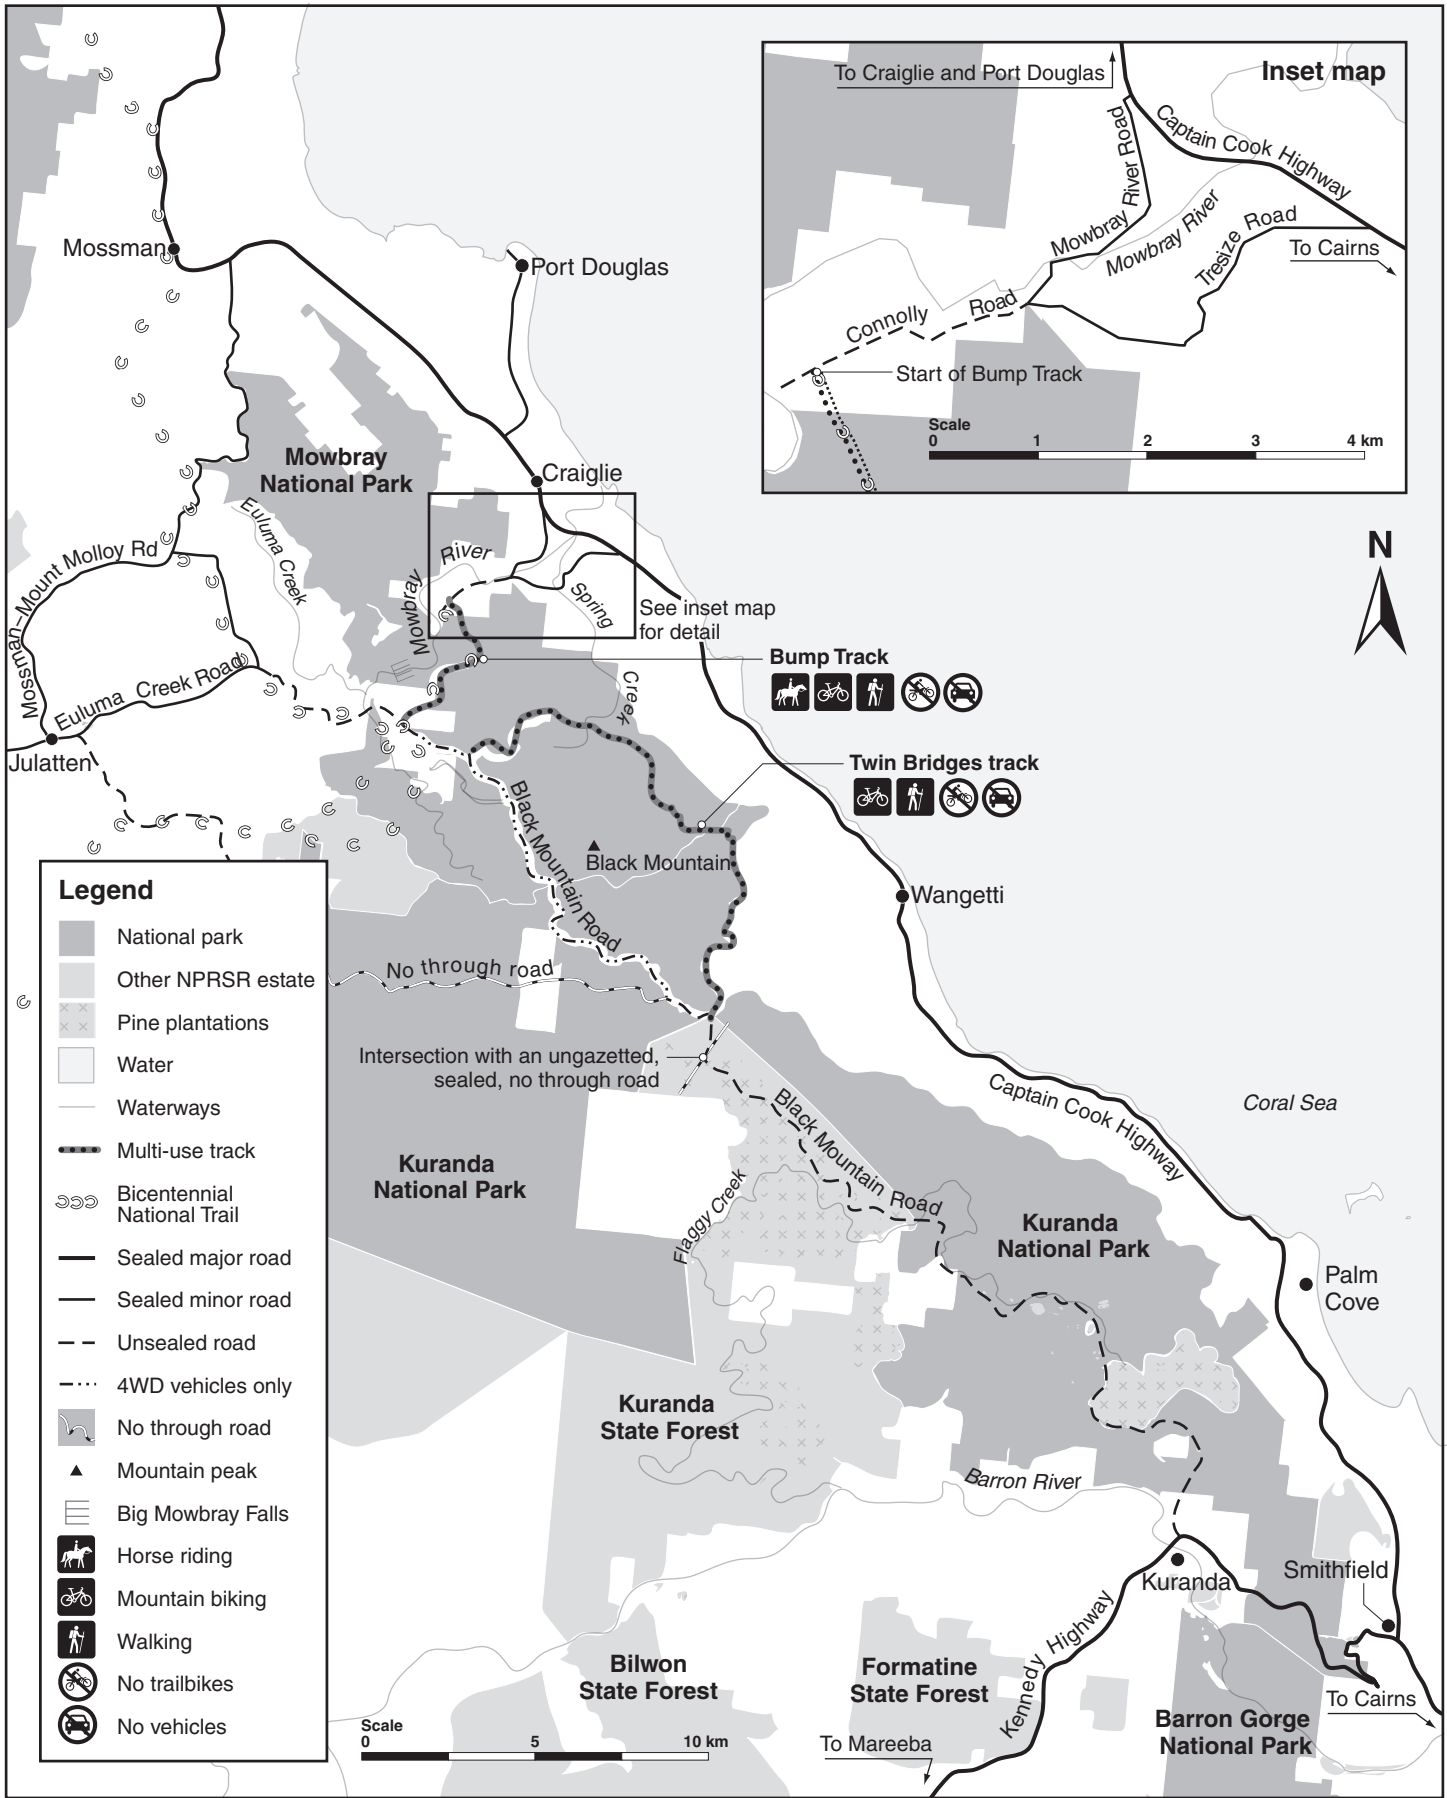 Inset map
To Craiglie and Port Douglas
Captain Cook Highway
Mowbray River Road
Mowbray River
Tresize Road
To Cairns
Connolly Road
Start of Bump Track
Scale
0 1 2 3 4 km
N
Mossman
Port Douglas
Mowbray
National Park
Craiglie
Euluma Creek
Mowbray River
Spring Creek
See inset map
for detail
Mossman–Mount Molloy Rd
Euluma Creek Road
Julatten
Bump Track
Twin Bridges track
Black Mountain Road
Black Mountain
Wangetti
No through road
Intersection with an ungazetted,
sealed, no through road
Captain Cook Highway
Coral Sea
Black Mountain Road
Kuranda
National Park
Flaggy Creek
Kuranda
National Park
Palm
Cove
Kuranda
State Forest
Barron River
Kuranda
Smithfield
Kennedy Highway
Bilwon
State Forest
Formatine
State Forest
To Cairns
Barron Gorge
National Park
To Mareeba
Scale
0 5 10 km
Legend
National park
Other NPRSR estate
Pine plantations
Water
Waterways
Multi-use track
Bicentennial
National Trail
Sealed major road
Sealed minor road
Unsealed road
4WD vehicles only
No through road
Mountain peak
Big Mowbray Falls
Horse riding
Mountain biking
Walking
No trailbikes
No vehicles